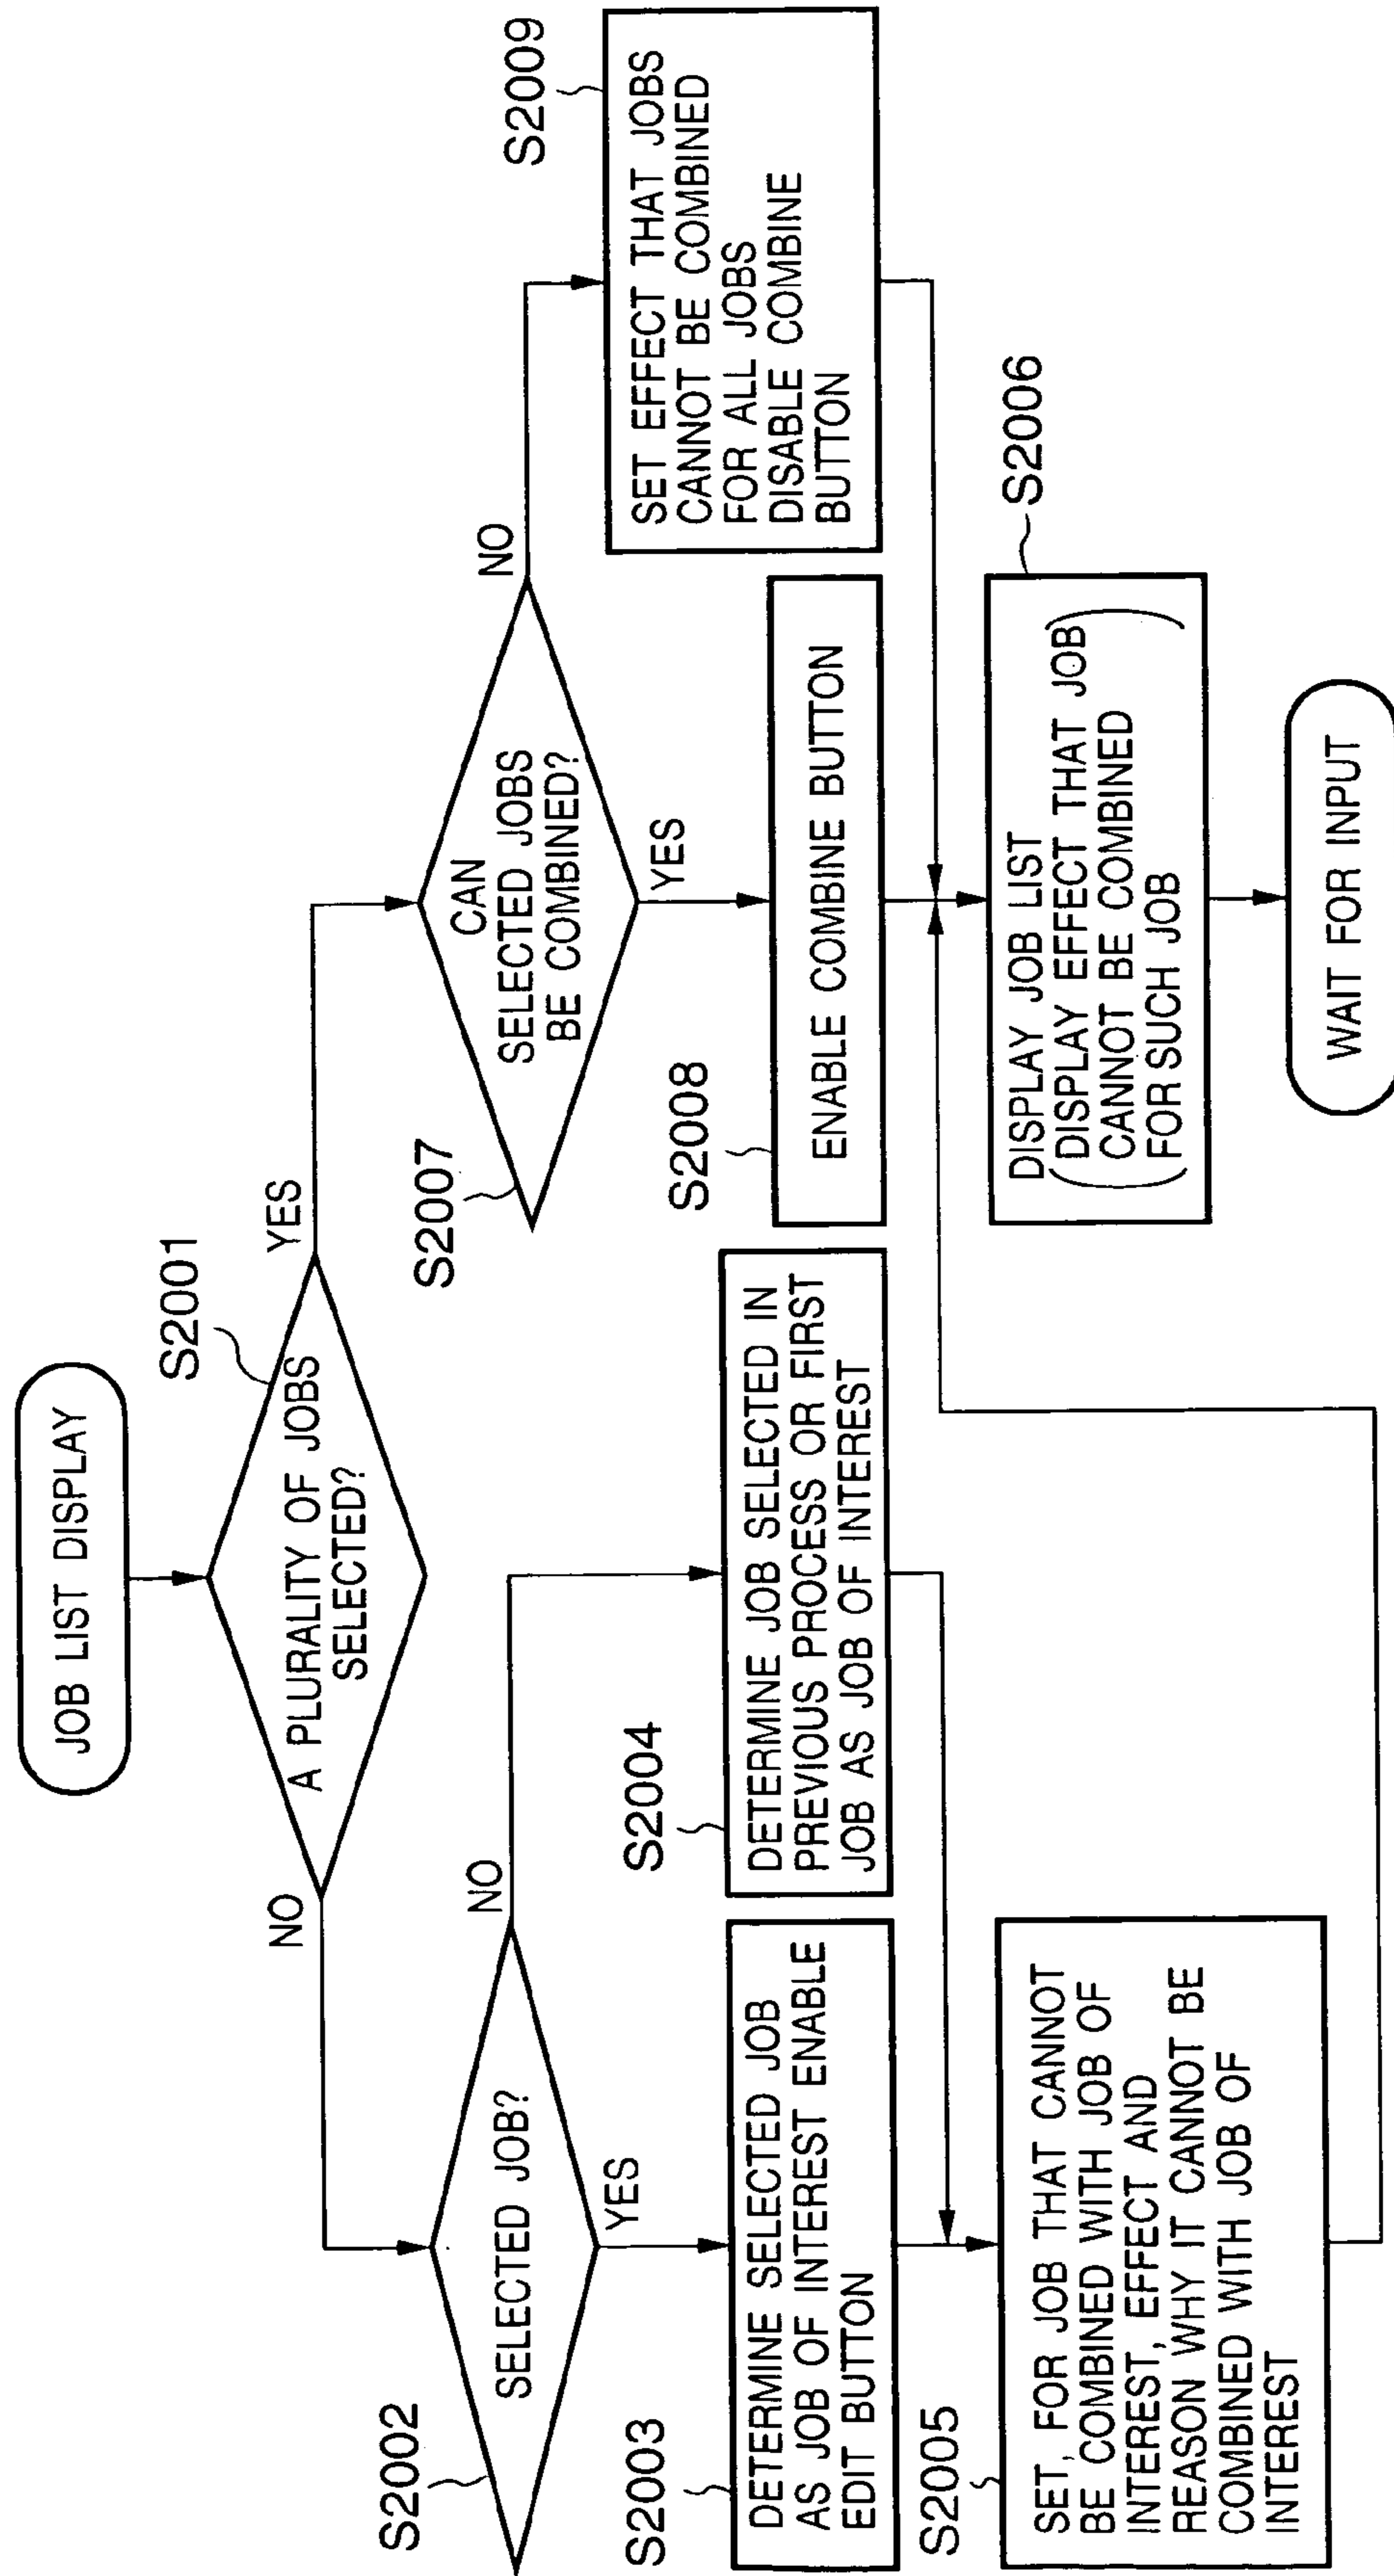 JOB LIST DISPLAY
S2001
A PLURALITY OF JOBS
SELECTED?
NO
YES
S2002
SELECTED JOB?
NO
YES
S2007
CAN
SELECTED JOBS
BE COMBINED?
NO
YES
S2003
DETERMINE SELECTED JOB
AS JOB OF INTEREST ENABLE
EDIT BUTTON
S2004
DETERMINE JOB SELECTED IN
PREVIOUS PROCESS OR FIRST
JOB AS JOB OF INTEREST
S2008
ENABLE COMBINE BUTTON
S2009
SET EFFECT THAT JOBS
CANNOT BE COMBINED
FOR ALL JOBS
DISABLE COMBINE
BUTTON
S2005
SET, FOR JOB THAT CANNOT
BE COMBINED WITH JOB OF
INTEREST, EFFECT AND
REASON WHY IT CANNOT BE
COMBINED WITH JOB OF
INTEREST
S2006
DISPLAY JOB LIST
(DISPLAY EFFECT THAT JOB
CANNOT BE COMBINED
FOR SUCH JOB)
WAIT FOR INPUT